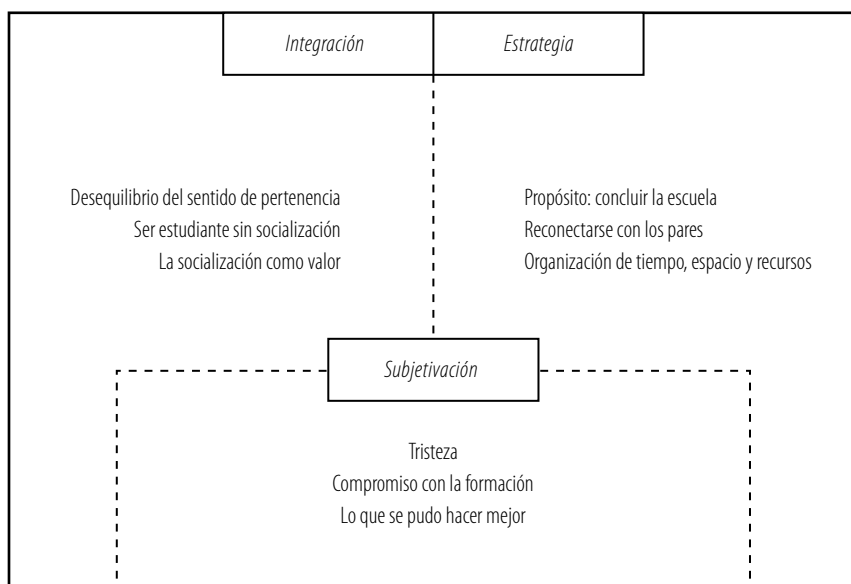 Integración
Estrategia
Desequilibrio del sentido de pertenencia
Ser estudiante sin socialización
La socialización como valor
Propósito: concluir la escuela
Reconectarse con los pares
Organización de tiempo, espacio y recursos
Subjetivación
Tristeza
Compromiso con la formación
Lo que se pudo hacer mejor